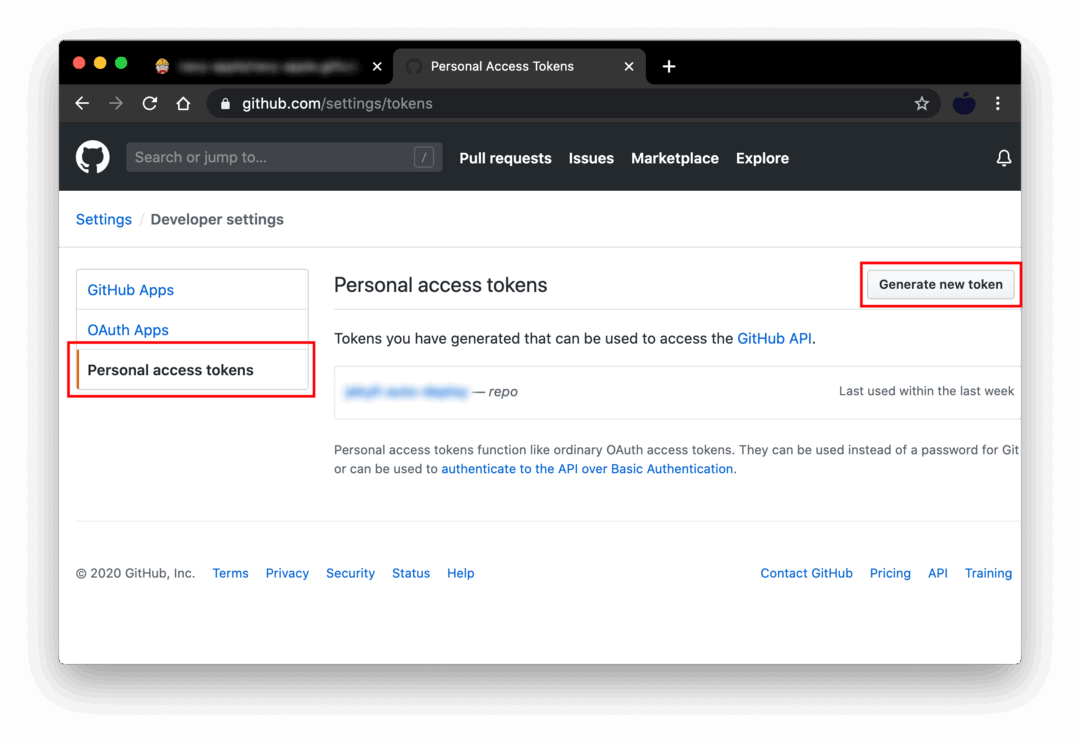 Personal Access Tokens
github.com/settings/tokens
Search or jump to... /
Pull requests Issues Marketplace Explore
Settings / Developer settings
GitHub Apps
OAuth Apps
Personal access tokens
Personal access tokens
Generate new token
Tokens you have generated that can be used to access the GitHub API.
— repo
Last used within the last week
Personal access tokens function like ordinary OAuth access tokens. They can be used instead of a password for Git
or can be used to authenticate to the API over Basic Authentication.
© 2020 GitHub, Inc. Terms Privacy Security Status Help
Contact GitHub Pricing API Training